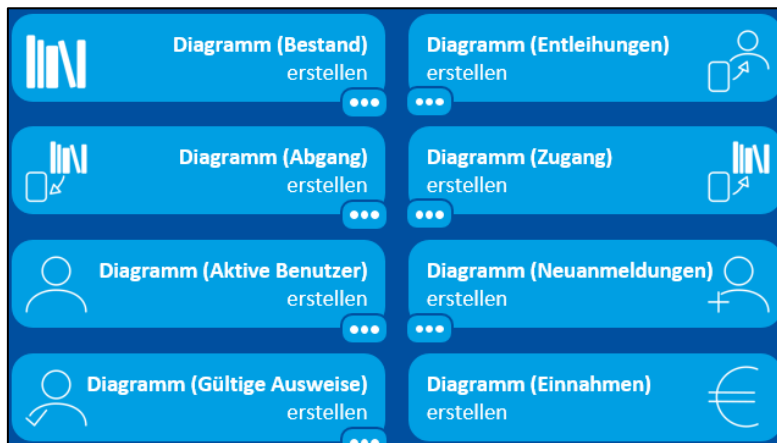 Diagramm (Bestand)
erstellen
Diagramm (Entleihungen)
erstellen
Diagramm (Abgang)
erstellen
Diagramm (Zugang)
erstellen
Diagramm (Aktive Benutzer)
erstellen
Diagramm (Neuanmeldungen)
erstellen
Diagramm (Gültige Ausweise)
erstellen
Diagramm (Einnahmen)
erstellen